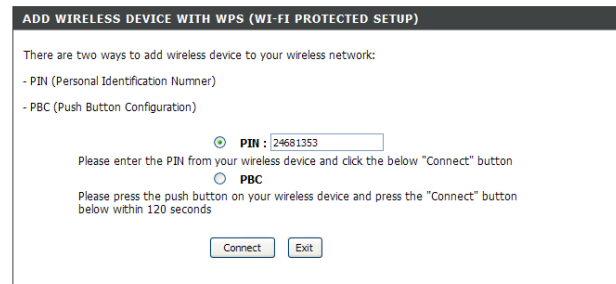 ADD WIRELESS DEVICE WITH WPS (WI-FI PROTECTED SETUP)
There are two ways to add wireless device to your wireless network:
- PIN (Personal Identification Numner)
- PBC (Push Button Configuration)
PIN : 24681353
Please enter the PIN from your wireless device and click the below "Connect" button
PBC
Please press the push button on your wireless device and press the "Connect" button
below within 120 seconds
Connect Exit